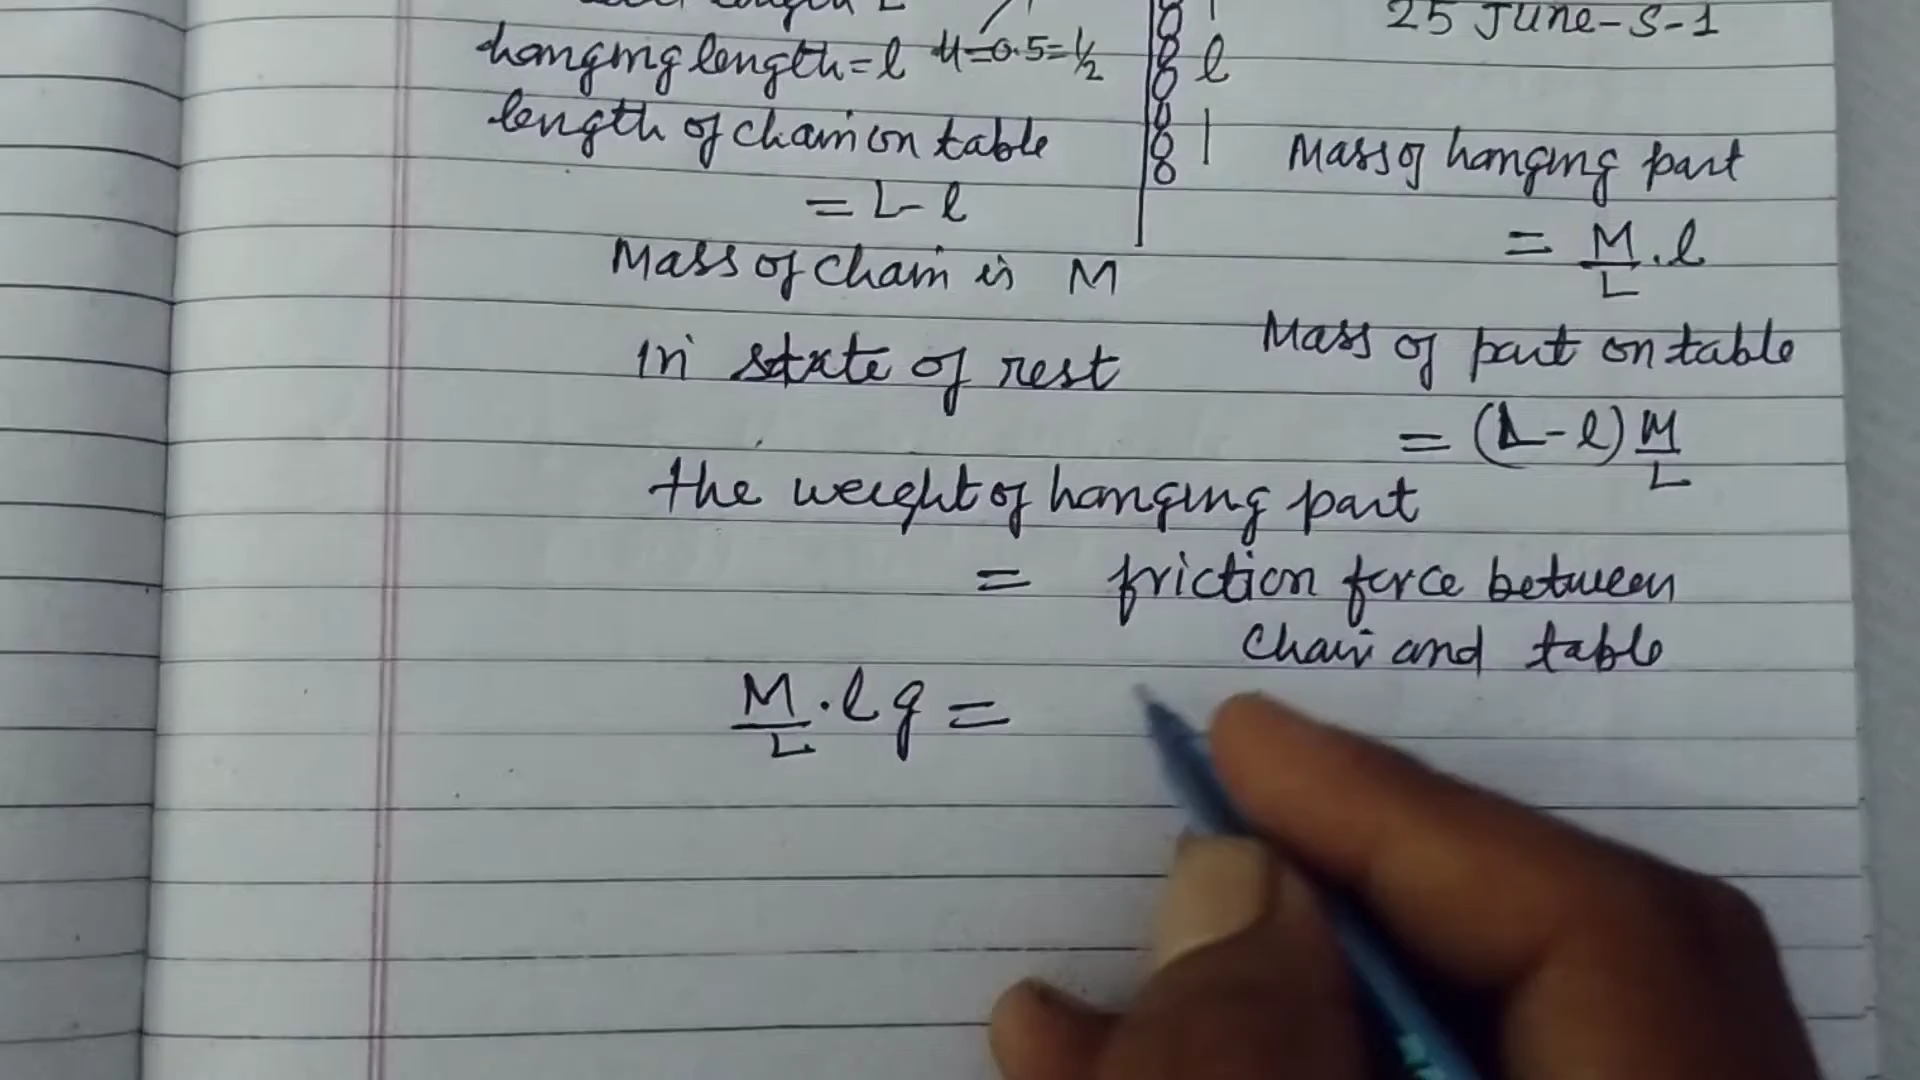 25 June-S-1
hanging length = l μ=0.5=1/2
l
length of chain on table
= L-l
Mass of hanging part
= M/L . l
Mass of chain is M
Mass of part on table
= (L-l) M/L
in state of rest
the weight of hanging part
= friction force between
chain and table
M/L . l g =